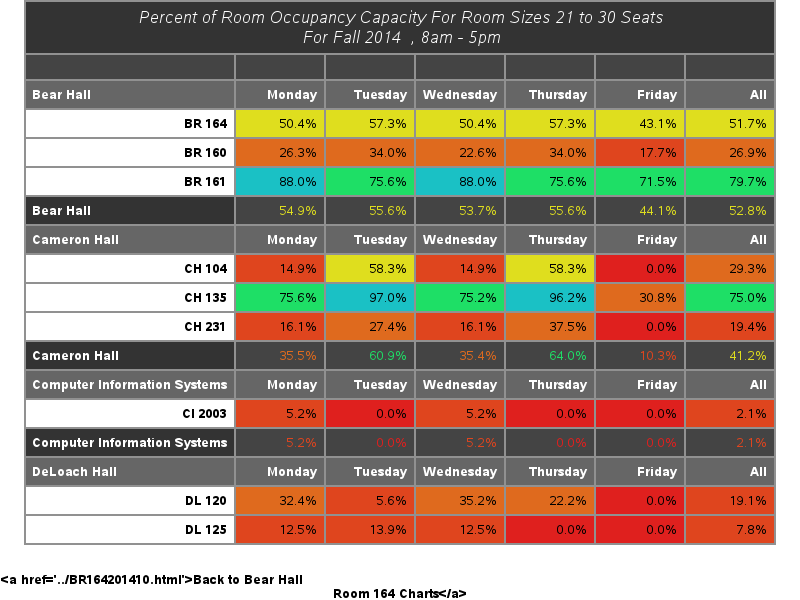 Percent of Room Occupancy Capacity For Room Sizes 21 to 30 Seats
For Fall 2014 , 8am - 5pm
Bear Hall Monday Tuesday Wednesday Thursday Friday All
BR 164 50.4% 57.3% 50.4% 57.3% 43.1% 51.7%
BR 160 26.3% 34.0% 22.6% 34.0% 17.7% 26.9%
BR 161 88.0% 75.6% 88.0% 75.6% 71.5% 79.7%
Bear Hall 54.9% 55.6% 53.7% 55.6% 44.1% 52.8%
Cameron Hall Monday Tuesday Wednesday Thursday Friday All
CH 104 14.9% 58.3% 14.9% 58.3% 0.0% 29.3%
CH 135 75.6% 97.0% 75.2% 96.2% 30.8% 75.0%
CH 231 16.1% 27.4% 16.1% 37.5% 0.0% 19.4%
Cameron Hall 35.5% 60.9% 35.4% 64.0% 10.3% 41.2%
Computer Information Systems Monday Tuesday Wednesday Thursday Friday All
CI 2003 5.2% 0.0% 5.2% 0.0% 0.0% 2.1%
Computer Information Systems 5.2% 0.0% 5.2% 0.0% 0.0% 2.1%
DeLoach Hall Monday Tuesday Wednesday Thursday Friday All
DL 120 32.4% 5.6% 35.2% 22.2% 0.0% 19.1%
DL 125 12.5% 13.9% 12.5% 0.0% 0.0% 7.8%
<a href='../BR164201410.html'>Back to Bear Hall
Room 164 Charts</a>